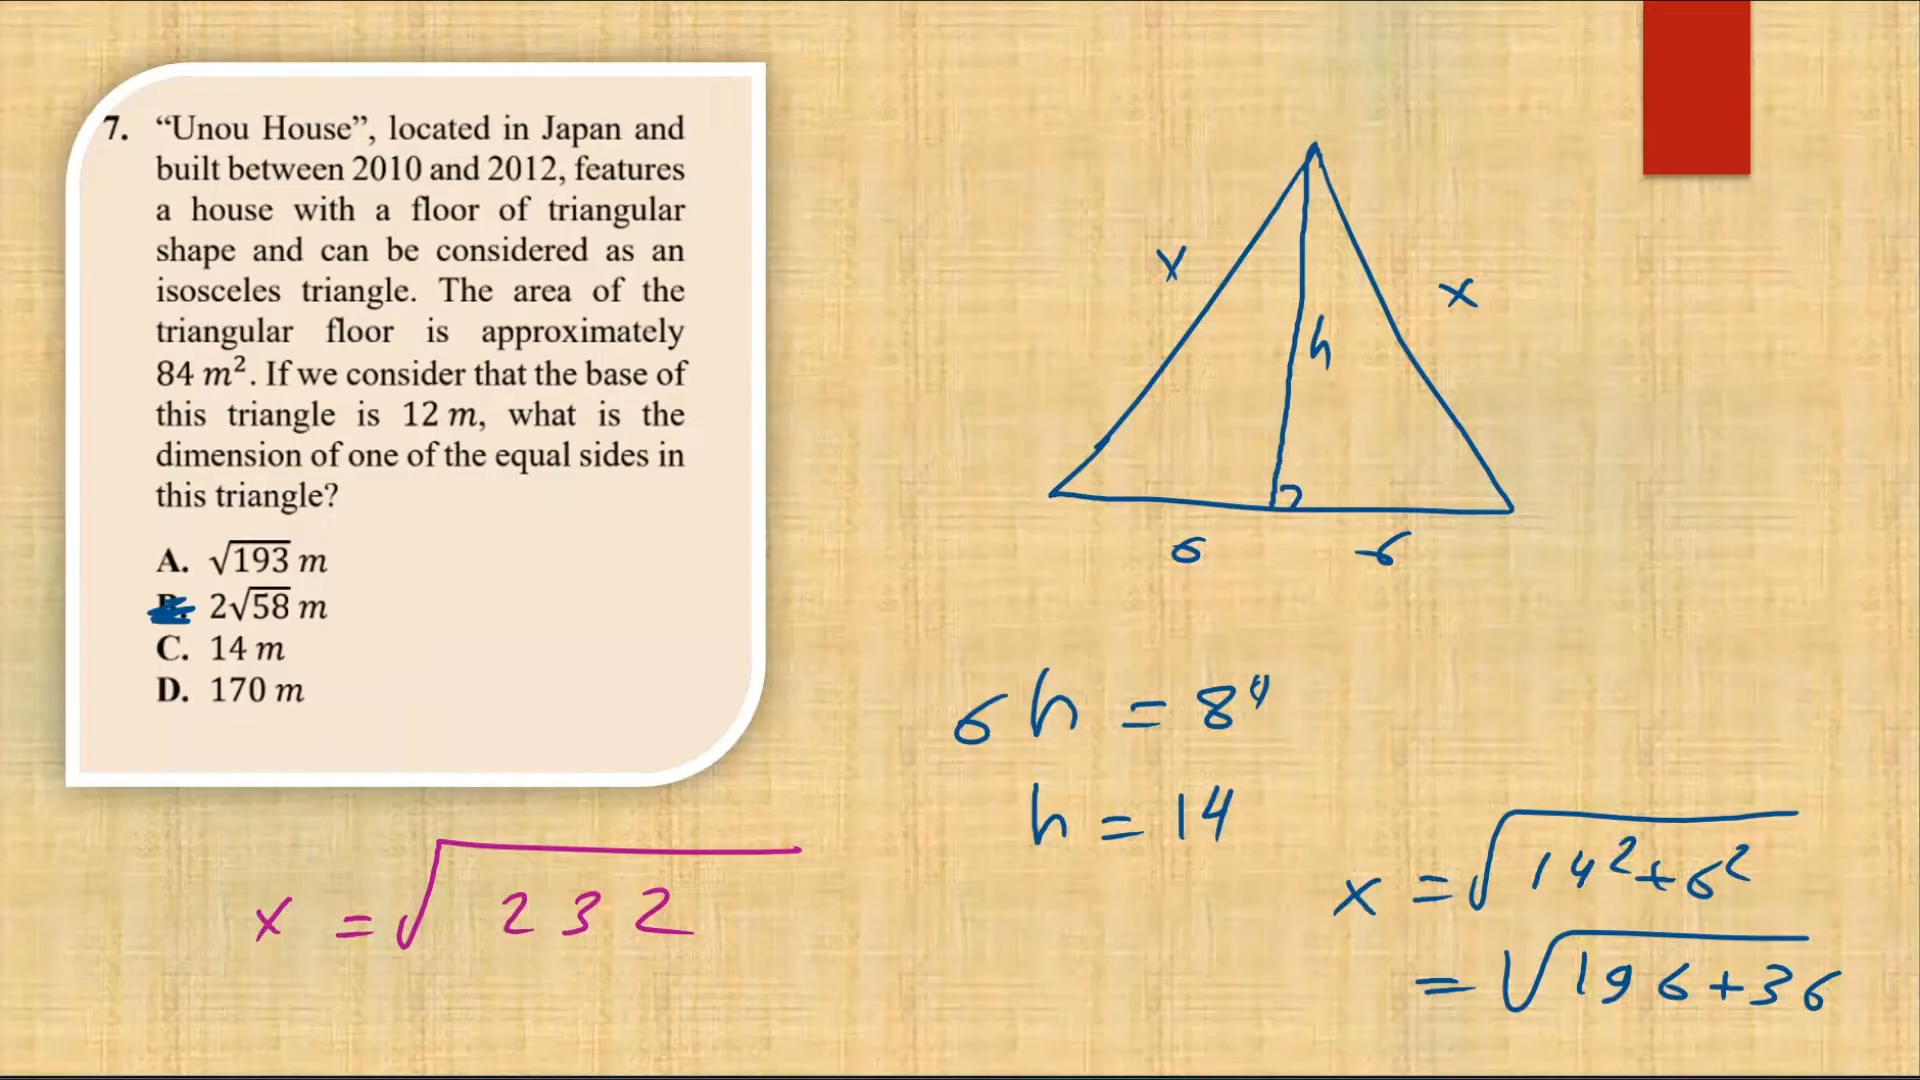 7. “Unou House”, located in Japan and
built between 2010 and 2012, features
a house with a floor of triangular
shape and can be considered as an
isosceles triangle. The area of the
triangular floor is approximately
84 m². If we consider that the base of
this triangle is 12 m, what is the
dimension of one of the equal sides in
this triangle?
A. √193 m
B. 2√58 m
C. 14 m
D. 170 m
x
x
h
6
6
6h = 84
h = 14
x = √14² + 6²
= √196 + 36
x = √232